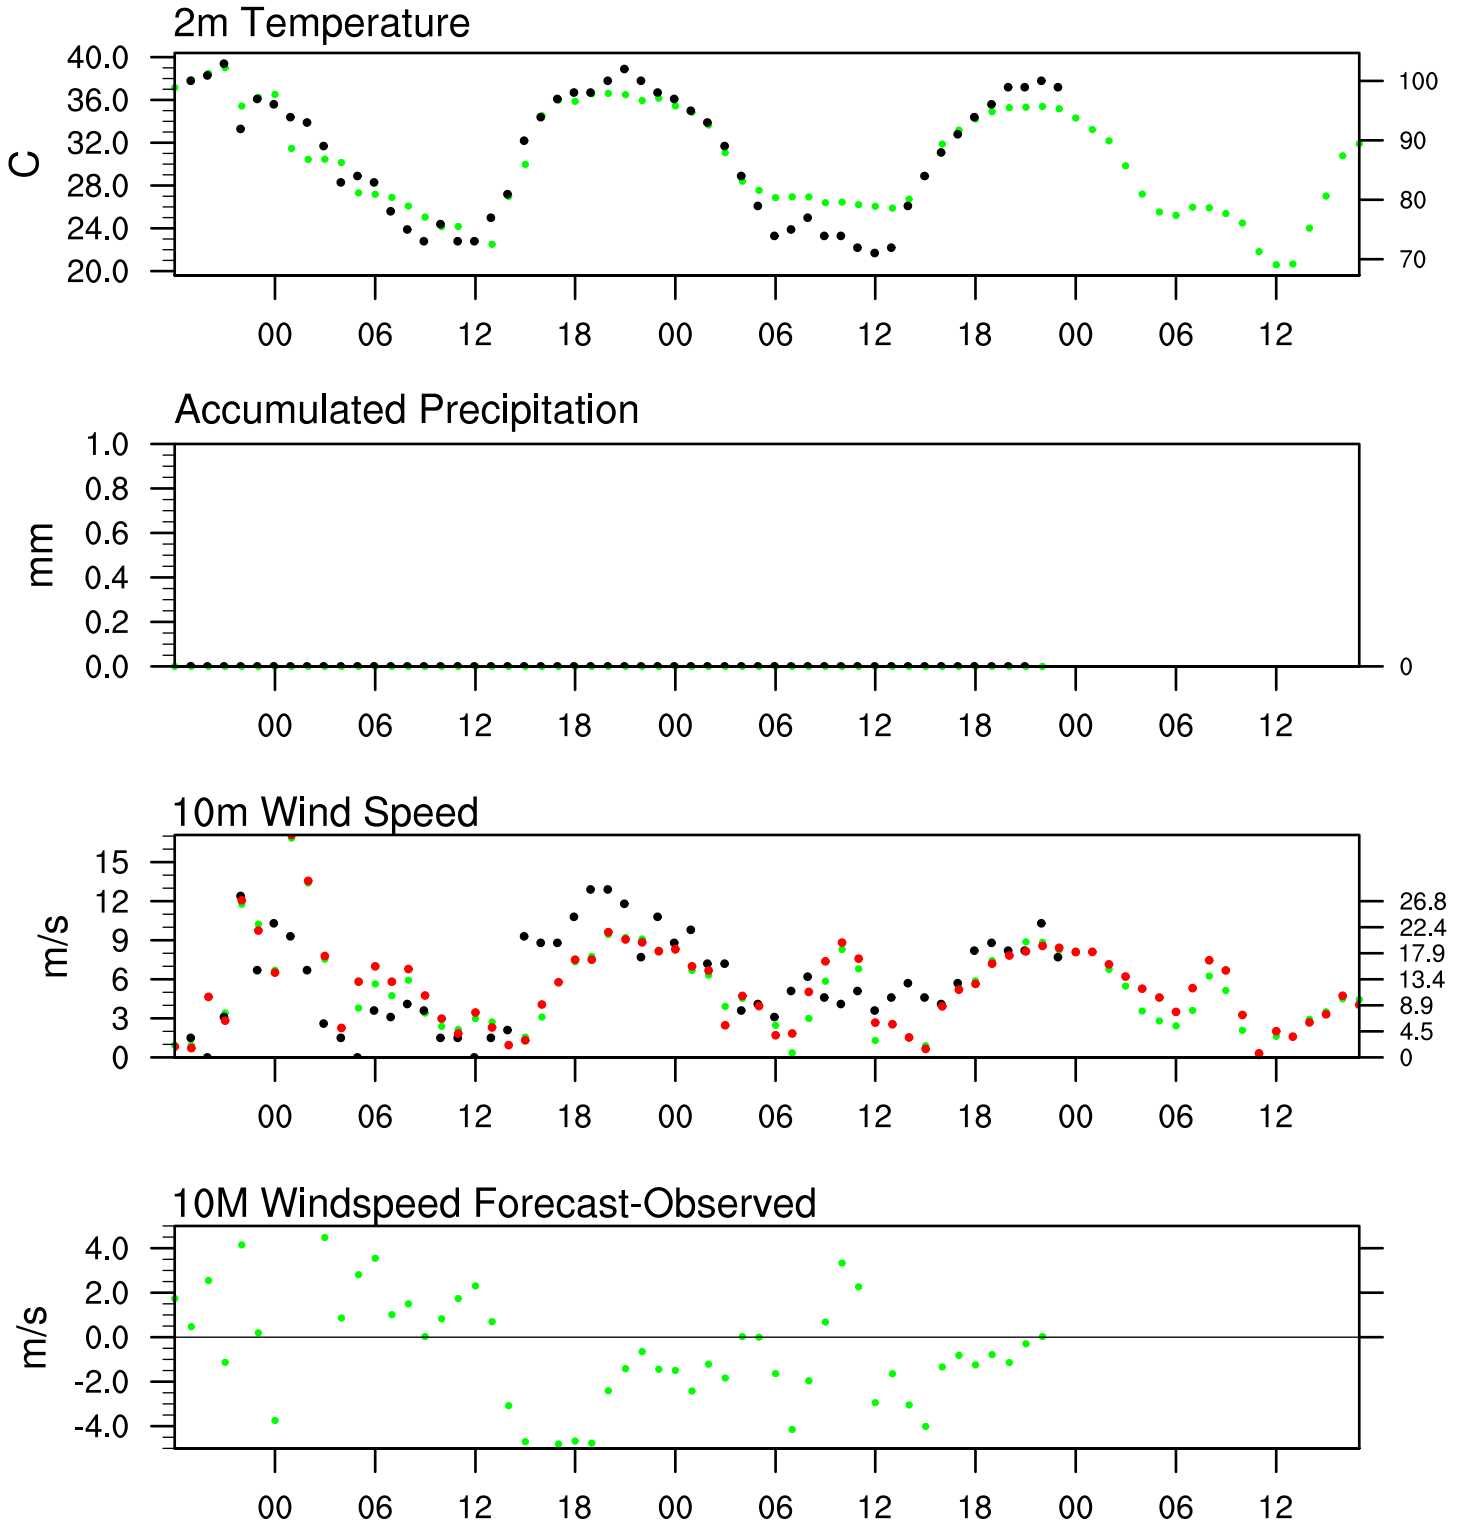 2m Temperature
40.0
36.0
32.0
28.0
24.0
20.0
C
100
90
80
70
00 06 12 18 00 06 12 18 00 06 12
Accumulated Precipitation
1.0
0.8
0.6
0.4
0.2
0.0
mm
0
00 06 12 18 00 06 12 18 00 06 12
10m Wind Speed
15
12
9
6
3
0
m/s
26.8
22.4
17.9
13.4
8.9
4.5
0
00 06 12 18 00 06 12 18 00 06 12
10M Windspeed Forecast-Observed
4.0
2.0
0.0
-2.0
-4.0
m/s
00 06 12 18 00 06 12 18 00 06 12